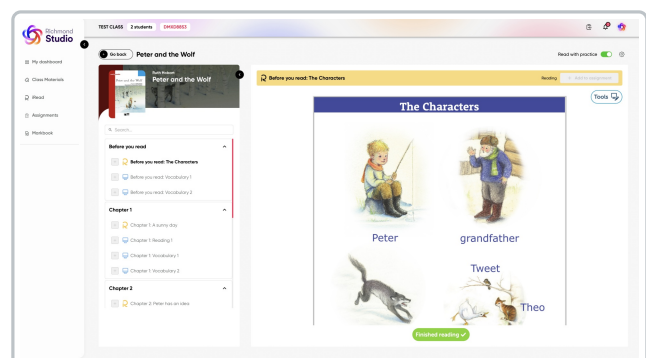 Richmond
Studio
TEST CLASS
2 students
DMKD8883
Go back
Peter and the Wolf
Read with practice
My dashboard
Class Materials
iRead
Assignments
Markbook
Ruth Hobart
Peter and the Wolf
Search...
Before you read
Before you read: The Characters
Before you read: Vocabulary 1
Before you read: Vocabulary 2
Chapter 1
Chapter 1: A sunny day
Chapter 1: Reading 1
Chapter 1: Vocabulary 1
Chapter 1: Vocabulary 2
Chapter 2
Chapter 2: Peter has an idea
Before you read: The Characters
Reading
Tools
The Characters
Peter
grandfather
Tweet
Theo
Finished reading